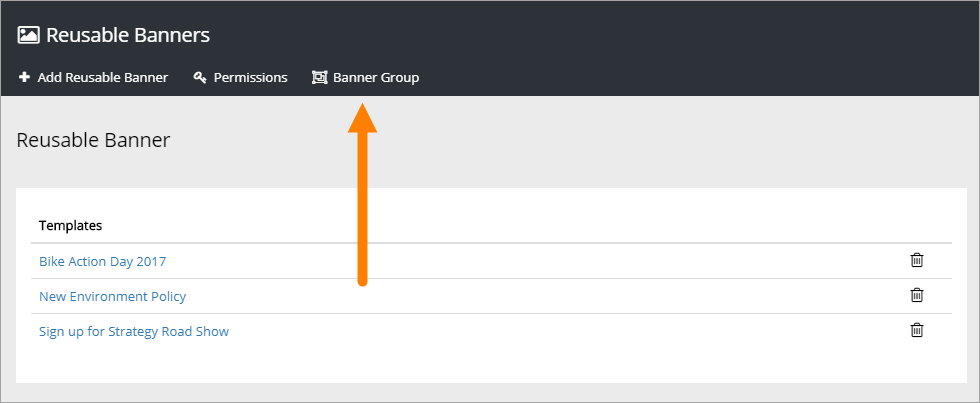 Reusable Banners
Add Reusable Banner Permissions Banner Group
Reusable Banner
Templates
Bike Action Day 2017
New Environment Policy
Sign up for Strategy Road Show